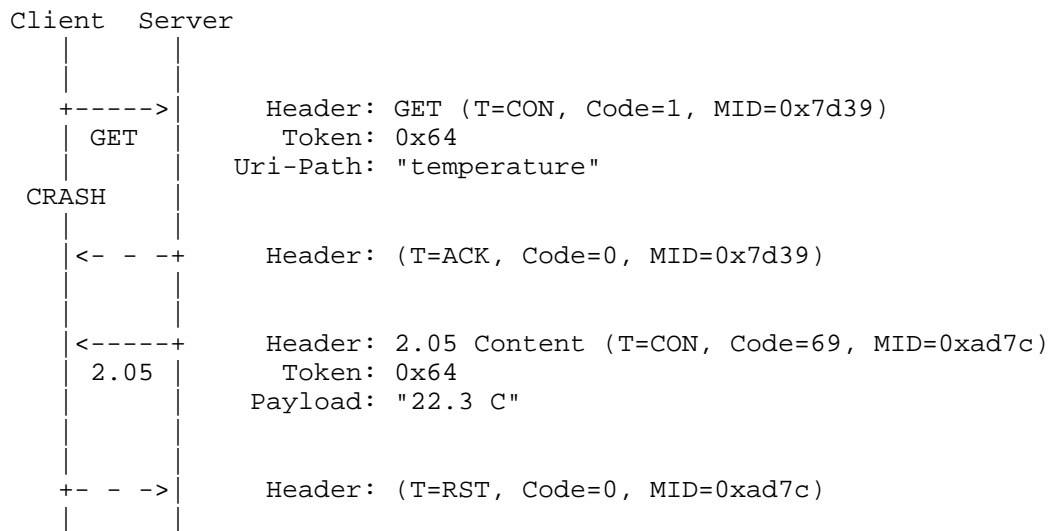 Client Server
+----->| Header: GET (T=CON, Code=1, MID=0x7d39)
| GET | Token: 0x64
Uri-Path: "temperature"
CRASH
|<- - -+ Header: (T=ACK, Code=0, MID=0x7d39)
|<-----+ Header: 2.05 Content (T=CON, Code=69, MID=0xad7c)
| 2.05 | Token: 0x64
Payload: "22.3 C"
+- - ->| Header: (T=RST, Code=0, MID=0xad7c)